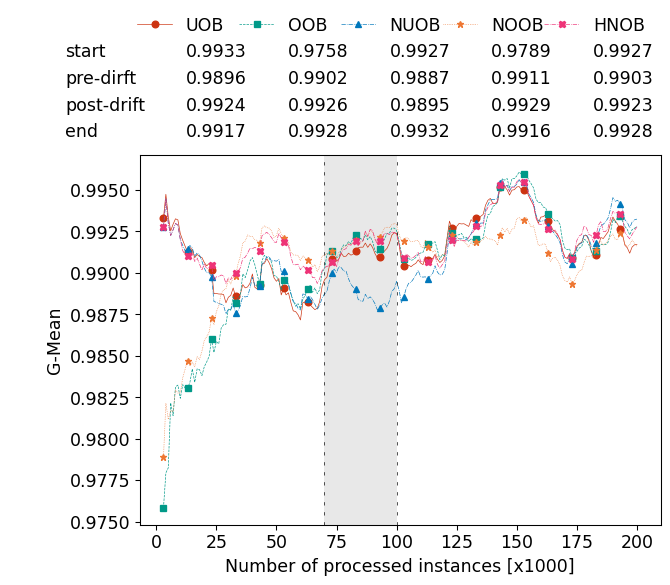 UOB OOB NUOB NOOB HNOB
start 0.9933 0.9758 0.9927 0.9789 0.9927
pre-dirft 0.9896 0.9902 0.9887 0.9911 0.9903
post-drift 0.9924 0.9926 0.9895 0.9929 0.9923
end 0.9917 0.9928 0.9932 0.9916 0.9928
0.9950
0.9925
0.9900
0.9875
0.9850
0.9825
0.9800
0.9775
0.9750
G-Mean
0 25 50 75 100 125 150 175 200
Number of processed instances [x1000]